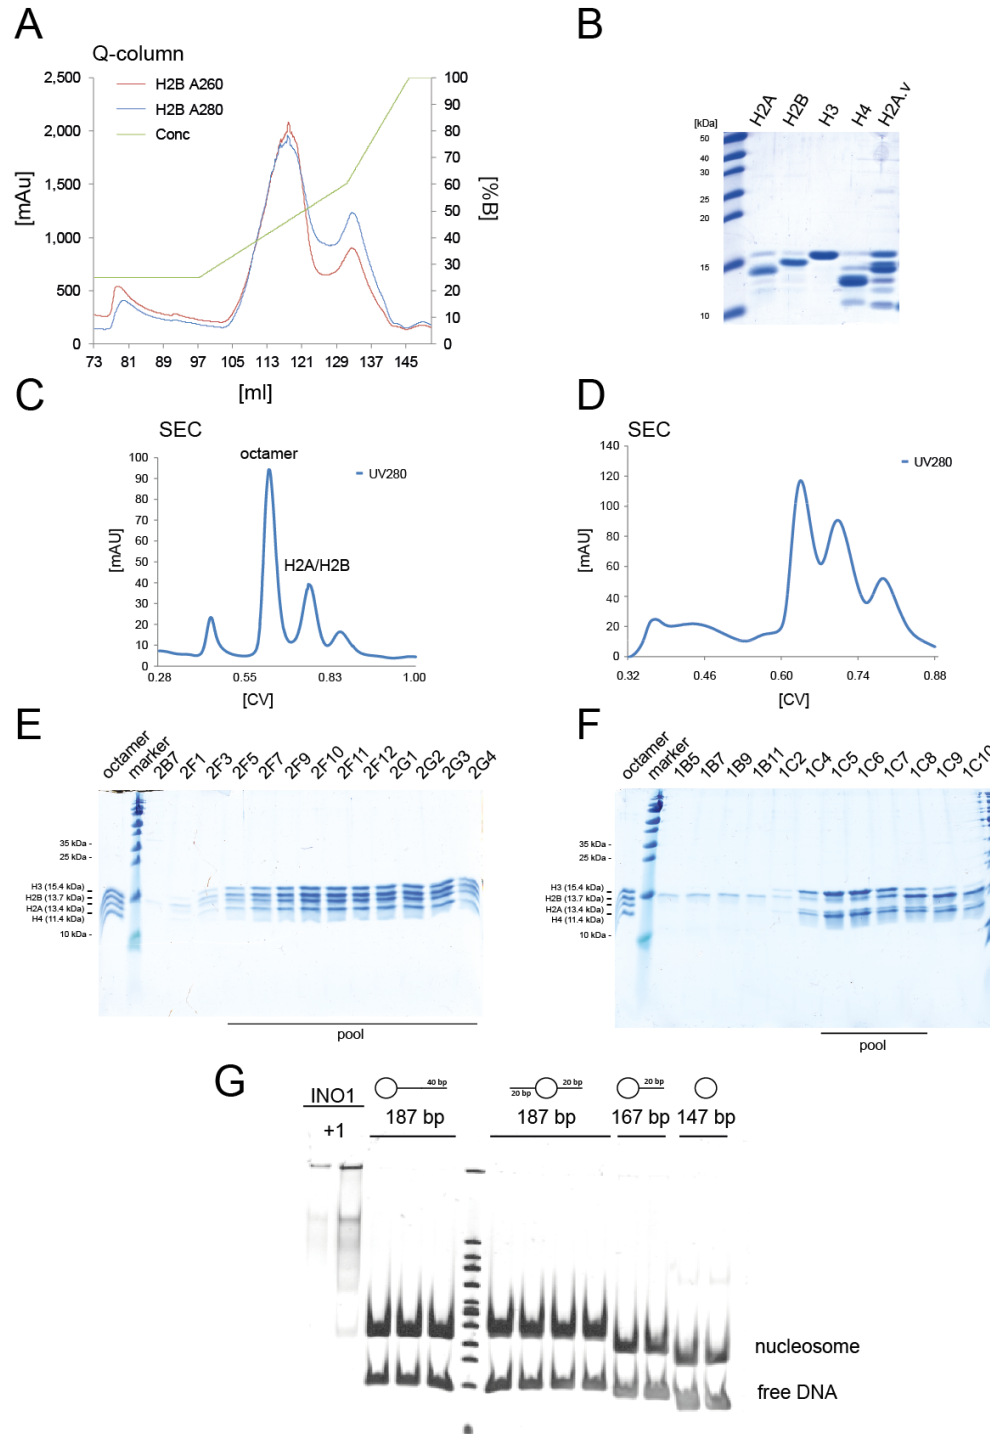 A
Q-column
H2B A260
H2B A280
Conc
2,500
2,000
1,500
1,000
500
0
[mAu]
100
90
80
70
60
50
40
30
20
10
0
[%B]
73 81 89 97 105 113 121 129 137 145
[ml]
B
H2A H2B H3 H4 H2A.v
[kDa]
50
40
30
25
20
15
10
C
SEC
octamer
UV280
H2A/H2B
100
90
80
70
60
50
40
30
20
10
0
[mAU]
0.28 0.55 0.83 1.00
[CV]
D
SEC
UV280
140
120
100
80
60
40
20
0
[mAU]
0.32 0.46 0.60 0.74 0.88
[CV]
E
octamer marker 2B7 2F1 2F3 2F5 2F7 2F9 2F10 2F11 2F12 2G1 2G2 2G3 2G4
35 kDa -
25 kDa -
H3 (15.4 kDa)
H2B (13.7 kDa)
H2A (13.4 kDa)
H4 (11.4 kDa)
10 kDa -
pool
F
octamer marker 1B5 1B7 1B9 1B11 1C2 1C4 1C5 1C6 1C7 1C8 1C9 1C10
35 kDa -
25 kDa -
H3 (15.4 kDa)
H2B (13.7 kDa)
H2A (13.4 kDa)
H4 (11.4 kDa)
10 kDa -
pool
G
INO1
+1
40 bp
187 bp
20 bp 20 bp
187 bp
20 bp
167 bp
147 bp
nucleosome
free DNA